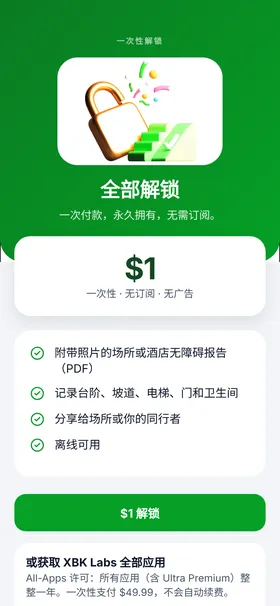 一次性解锁
全部解锁
一次付款，永久拥有，无需订阅。
$1
一次性 · 无订阅 · 无广告
附带照片的场所或酒店无障碍报告
（PDF）
记录台阶、坡道、电梯、门和卫生间
分享给场所或你的同行者
离线可用
$1 解锁
或获取 XBK Labs 全部应用
All-Apps 许可：所有应用（含 Ultra Premium）整
整一年。一次性支付 $49.99，不会自动续费。